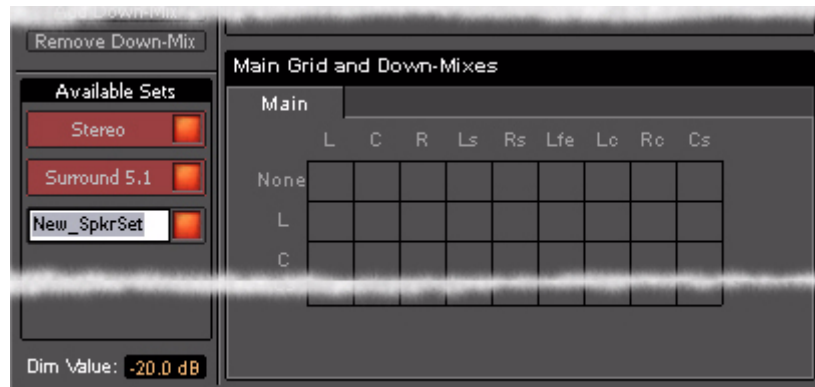 Remove Down-Mix
Available Sets
Stereo
Surround 5.1
New_SpkrSet
Dim Value: -20.0 dB
Main Grid and Down-Mixes
Main
L C R Ls Rs Lfe Lc Rc Cs
None
L
C